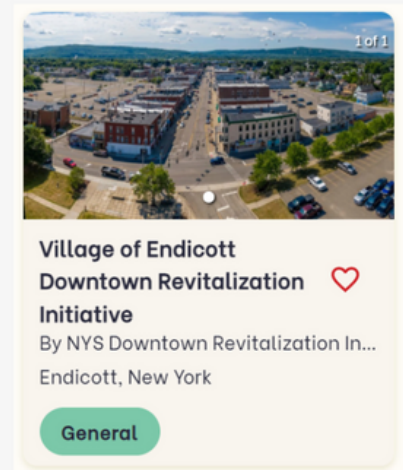 1 of 1
Village of Endicott
Downtown Revitalization
Initiative
By NYS Downtown Revitalization In...
Endicott, New York
General